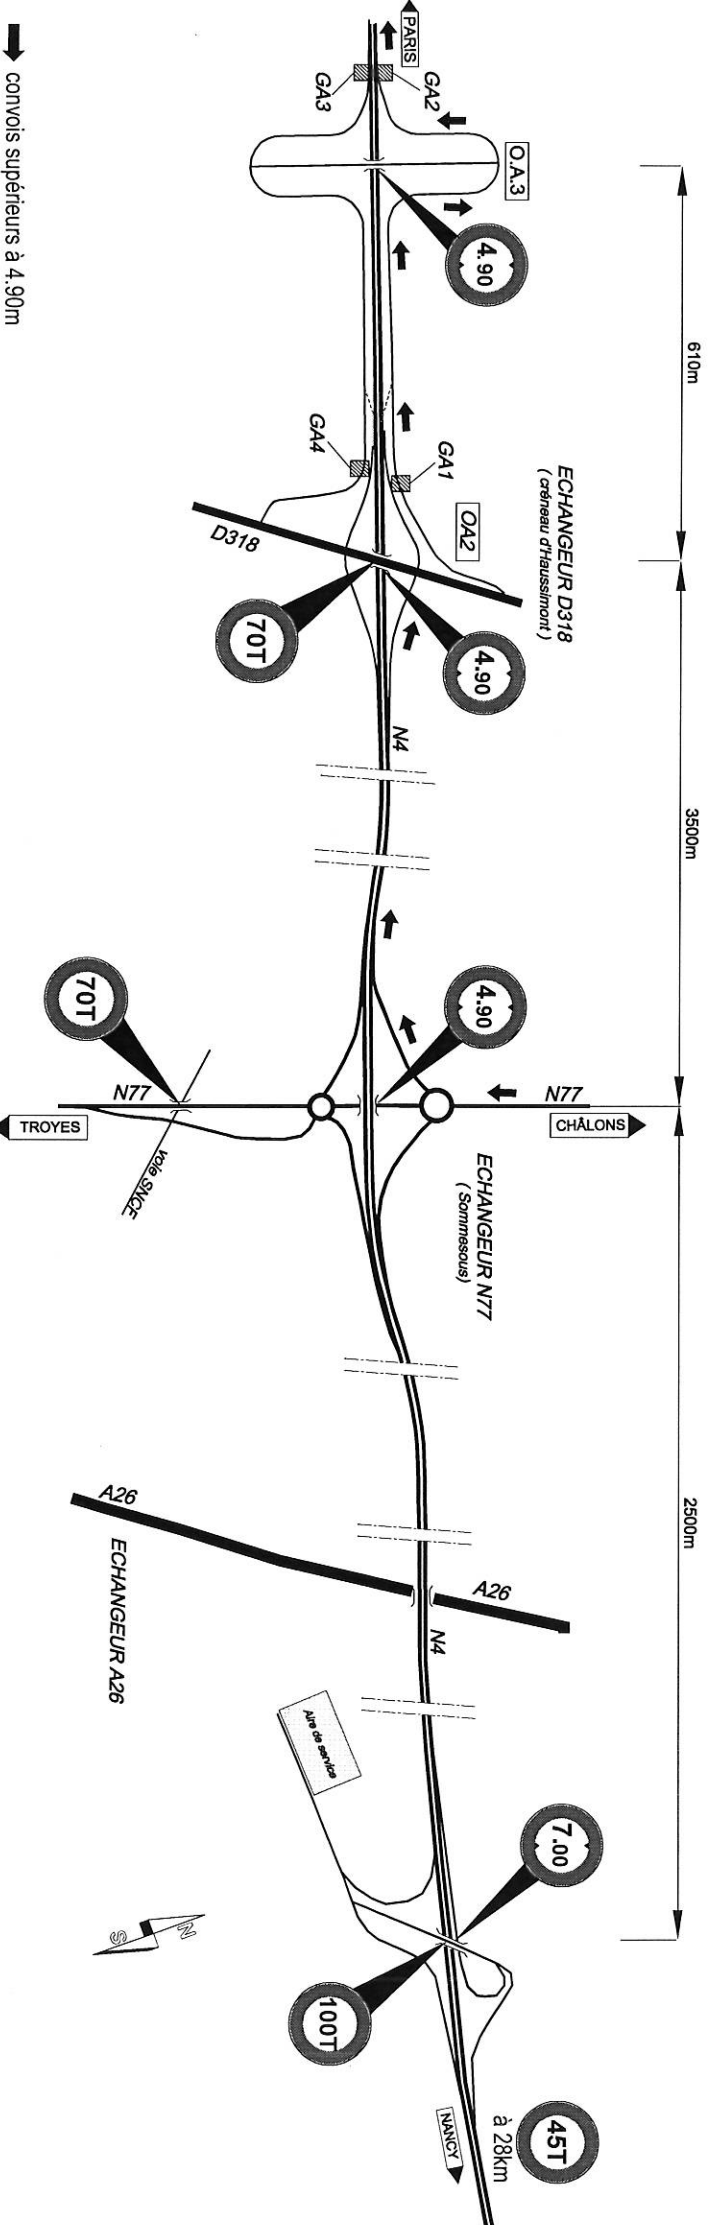 610m
3500m
2500m
PARIS
GA2
GA3
O.A.3
4.90
GA1
GA4
OA2
ECHANGEUR D318
( créneau d'Haussimont )
D318
4.90
70T
N4
4.90
70T
N77
N77
TROYES
CHÂLONS
voie SNCF
ECHANGEUR N77
( Sommesous)
A26
A26
ECHANGEUR A26
N4
Aire de service
7.00
100T
N
S
45T
à 28km
NANCY
convois supérieurs à 4.90m